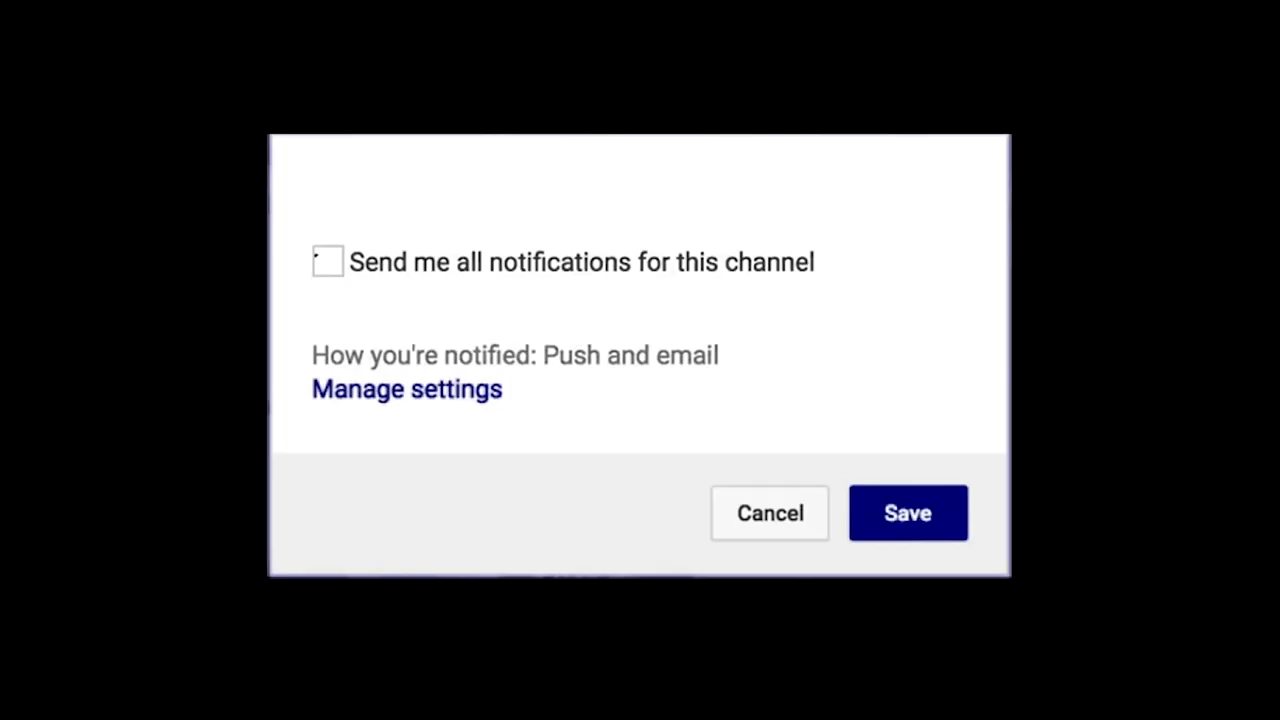 Send me all notifications for this channel
How you're notified: Push and email
Manage settings
Cancel
Save